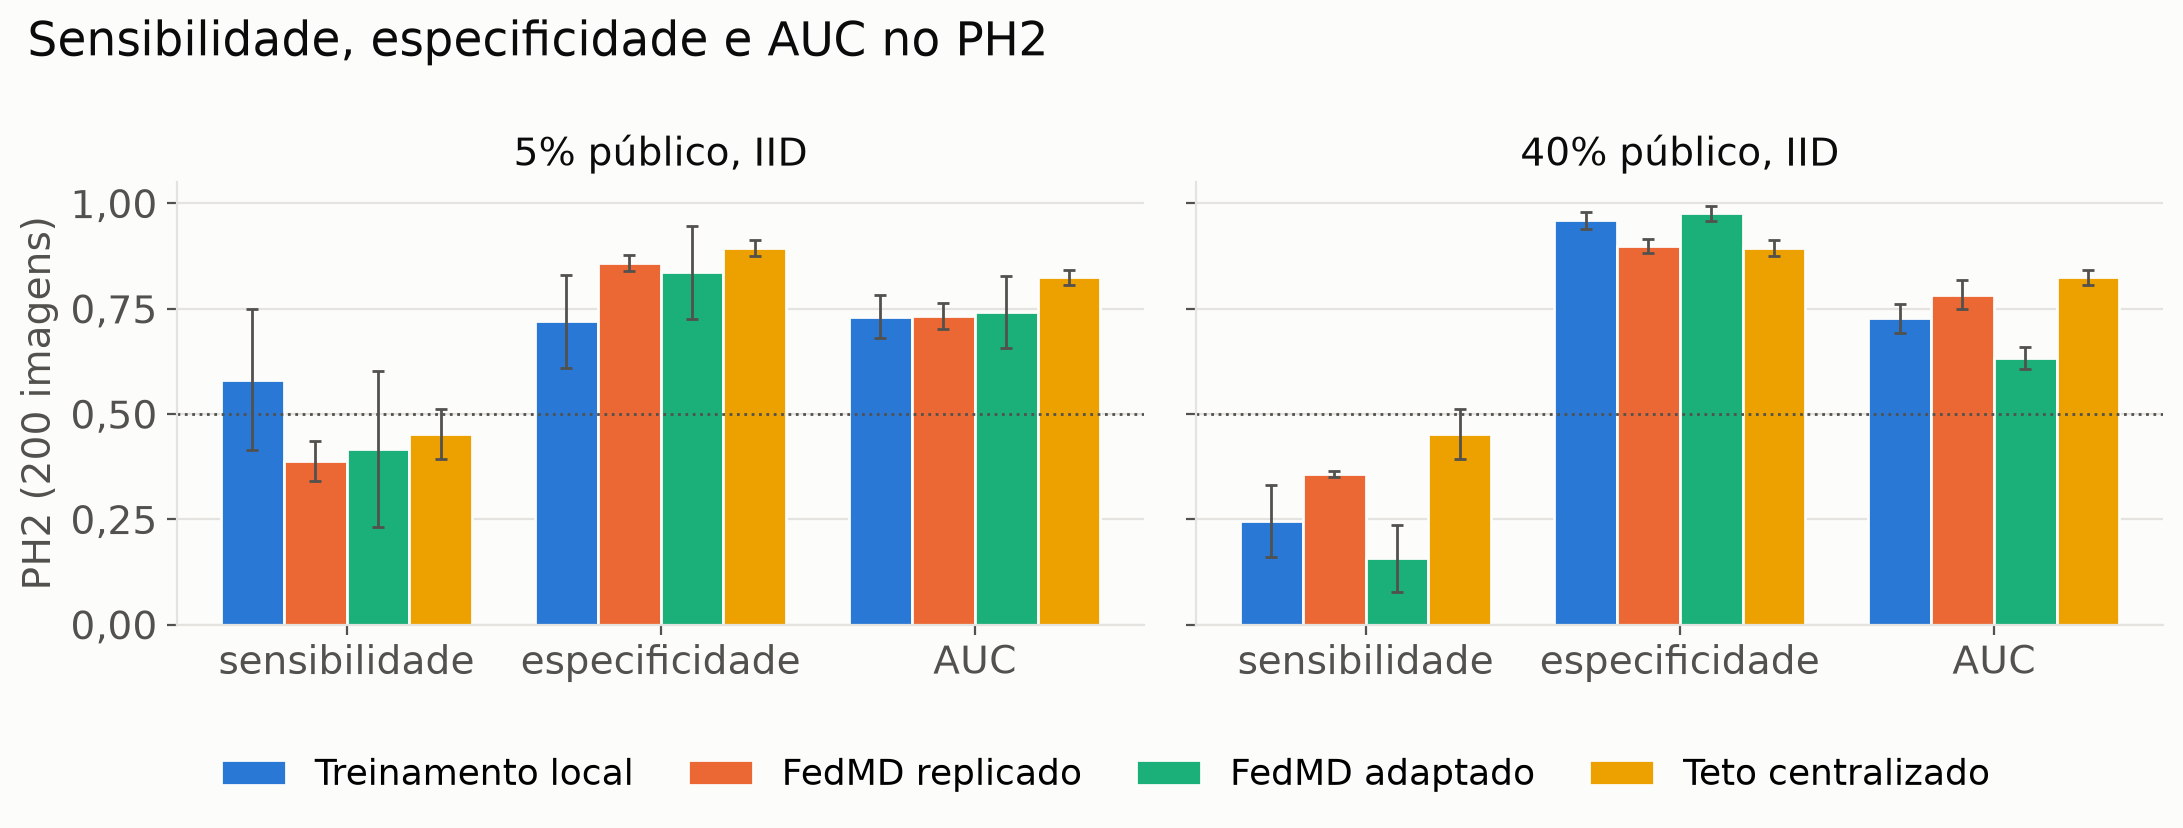 Sensibilidade, especificidade e AUC no PH2
5% público, IID
40% público, IID
PH2 (200 imagens)
1,00
0,75
0,50
0,25
0,00
sensibilidade especificidade AUC
sensibilidade especificidade AUC
Treinamento local FedMD replicado FedMD adaptado Teto centralizado